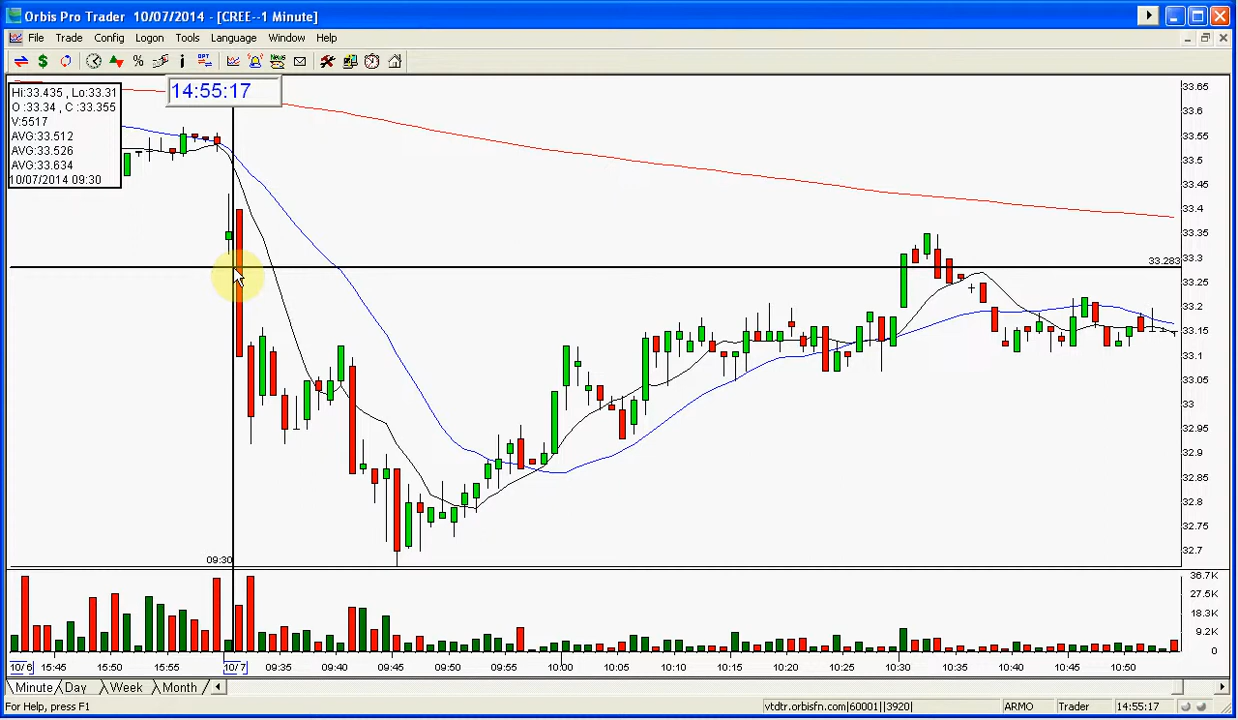 Orbis Pro Trader 10/07/2014 - [CREE--1 Minute]
File Trade Config Logon Tools Language Window Help
$ % i OPT News
14:55:17
Hi:33.435 , Lo:33.31
O :33.34 , C :33.355
V:5517
AVG:33.512
AVG:33.526
AVG:33.634
10/07/2014 09:30
33.65
33.6
33.55
33.5
33.45
33.4
33.35
33.3
33.283
33.25
33.2
33.15
33.1
33.05
33
32.95
32.9
32.85
32.8
32.75
32.7
09:30
36.7K
27.5K
18.3K
9.2K
0
10/ 6 15:45 15:50 15:55 10/ 7 09:35 09:40 09:45 09:50 09:55 10:00 10:05 10:10 10:15 10:20 10:25 10:30 10:35 10:40 10:45 10:50
Minute Day Week Month
For Help, press F1 vtdtr.orbisfn.com|60001||3920| ARMO Trader 14:55:17